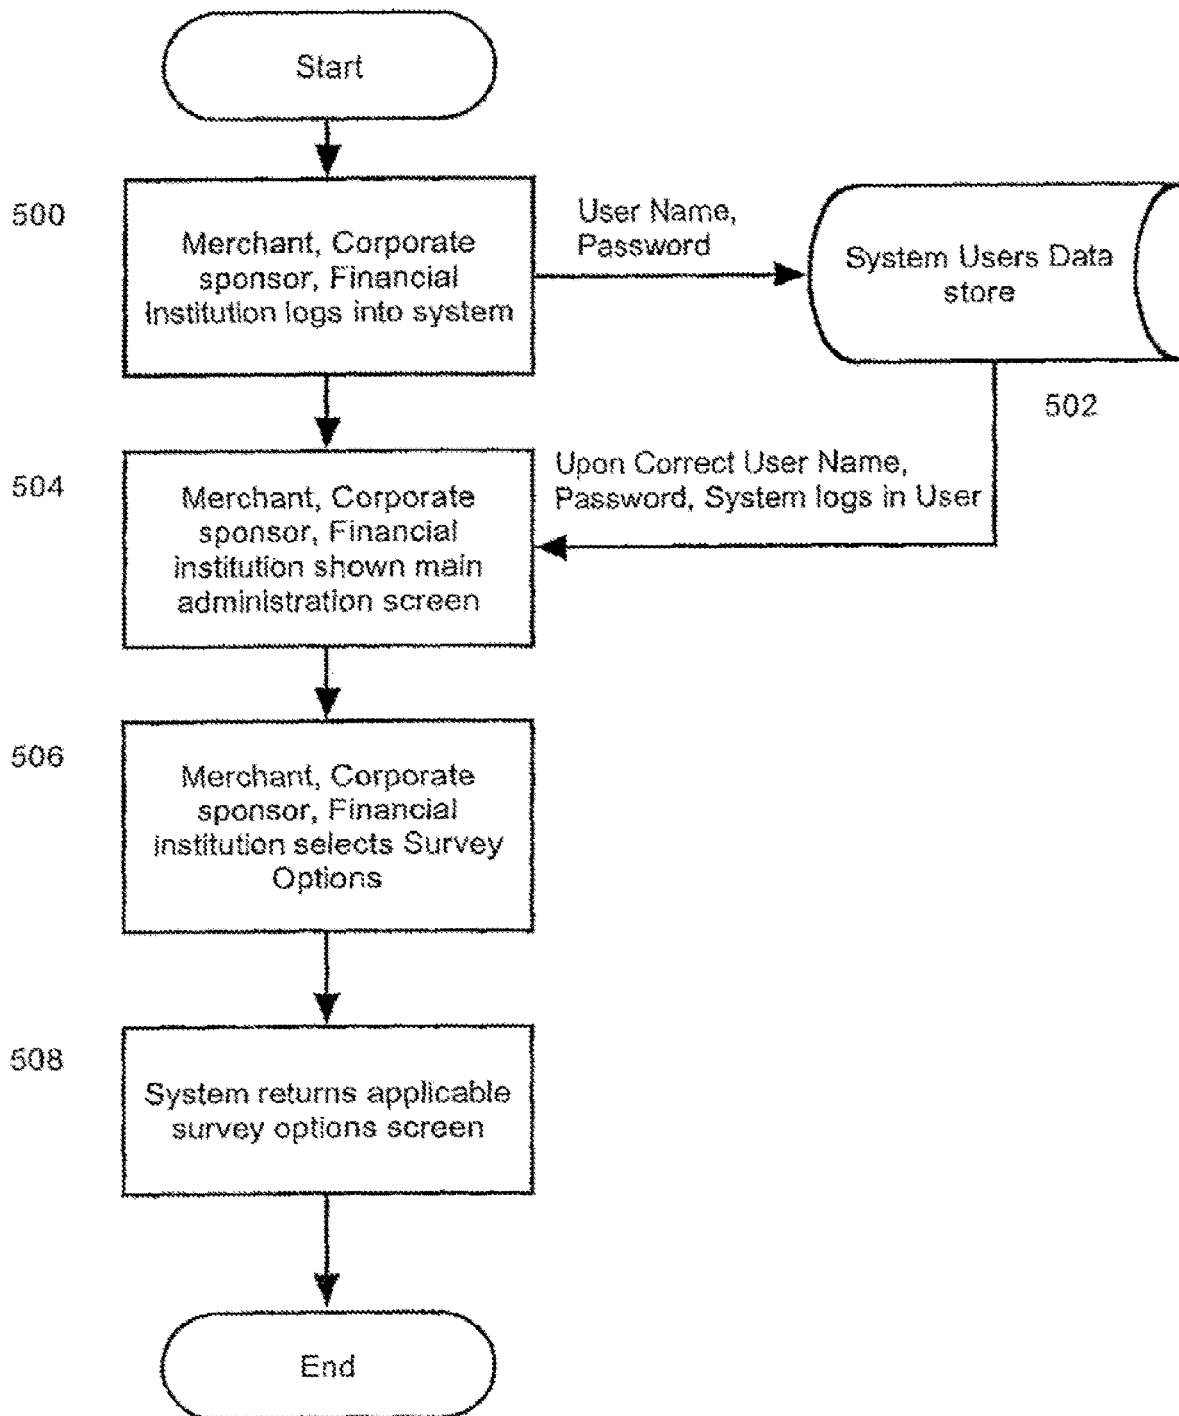 Start
500
Merchant, Corporate
sponsor, Financial
Institution logs into system
User Name,
Password
System Users Data
store
502
504
Merchant, Corporate
sponsor, Financial
institution shown main
administration screen
Upon Correct User Name,
Password, System logs in User
506
Merchant, Corporate
sponsor, Financial
institution selects Survey
Options
508
System returns applicable
survey options screen
End